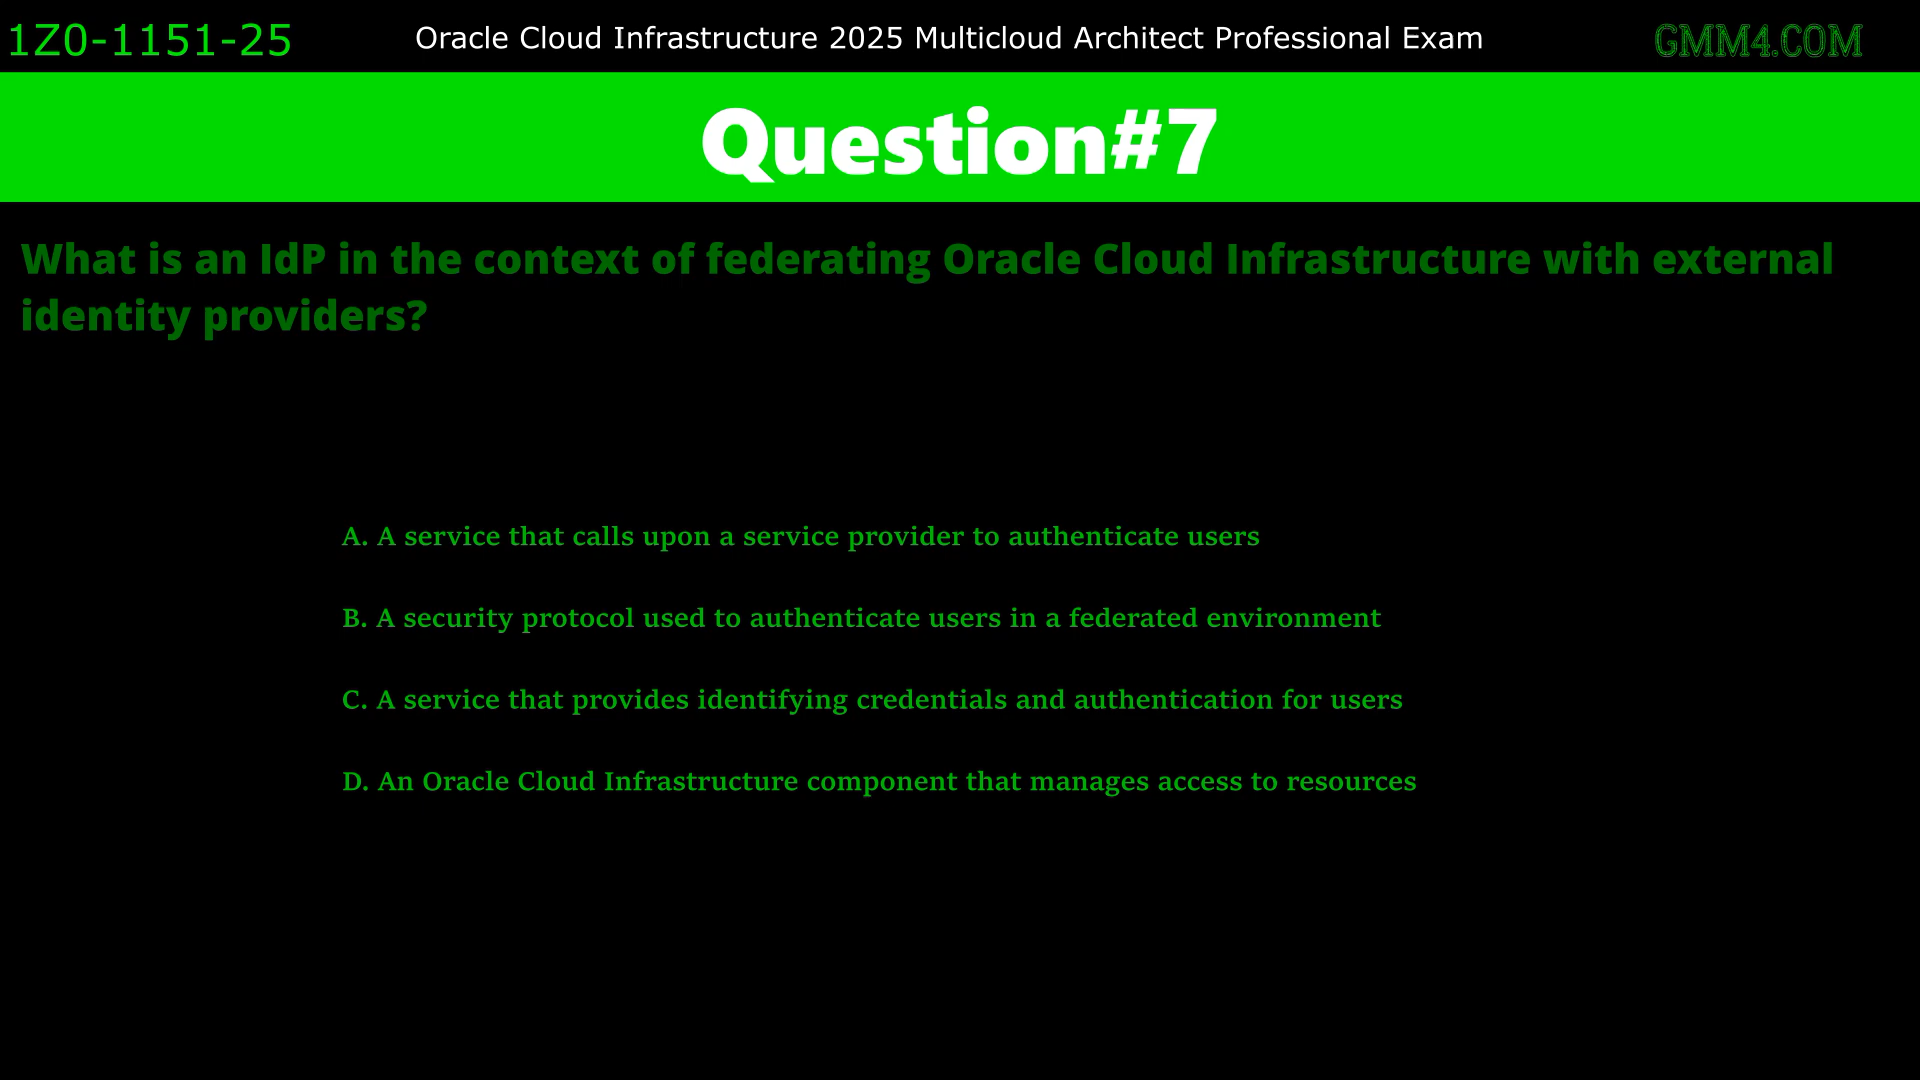 1Z0-1151-25
Oracle Cloud Infrastructure 2025 Multicloud Architect Professional Exam
GMM4.COM
Question#7
What is an IdP in the context of federating Oracle Cloud Infrastructure with external
identity providers?
A. A service that calls upon a service provider to authenticate users
B. A security protocol used to authenticate users in a federated environment
C. A service that provides identifying credentials and authentication for users
D. An Oracle Cloud Infrastructure component that manages access to resources